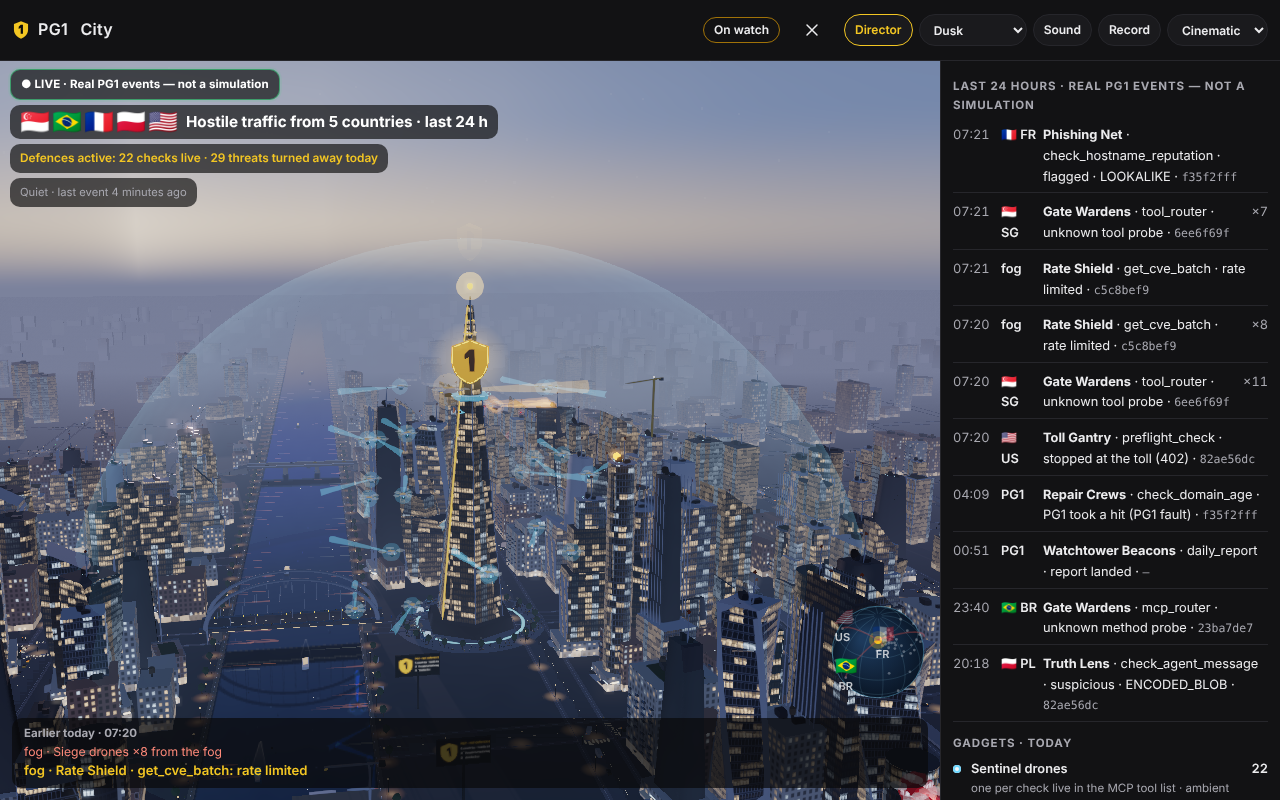 1 PG1 City
On watch
Director
Dusk
Sound
Record
Cinematic
LIVE · Real PG1 events — not a simulation
Hostile traffic from 5 countries · last 24 h
Defences active: 22 checks live · 29 threats turned away today
Quiet · last event 4 minutes ago
1
US
FR
BR
Earlier today · 07:20
fog · Siege drones ×8 from the fog
fog · Rate Shield · get_cve_batch: rate limited
LAST 24 HOURS · REAL PG1 EVENTS — NOT A
SIMULATION
07:21 FR Phishing Net ·
check_hostname_reputation ·
flagged · LOOKALIKE · f35f2fff
07:21 Gate Wardens · tool_router · ×7
SG unknown tool probe · 6ee6f69f
07:21 fog Rate Shield · get_cve_batch · rate
limited · c5c8bef9
07:20 fog Rate Shield · get_cve_batch · ×8
rate limited · c5c8bef9
07:20 Gate Wardens · tool_router · ×11
SG unknown tool probe · 6ee6f69f
07:20 Toll Gantry · preflight_check ·
US stopped at the toll (402) · 82ae56dc
04:09 PG1 Repair Crews · check_domain_age ·
PG1 took a hit (PG1 fault) · f35f2fff
00:51 PG1 Watchtower Beacons · daily_report
· report landed · —
23:40 BR Gate Wardens · mcp_router ·
unknown method probe · 23ba7de7
20:18 PL Truth Lens · check_agent_message
· suspicious · ENCODED_BLOB ·
82ae56dc
GADGETS · TODAY
Sentinel drones 22
one per check live in the MCP tool list · ambient